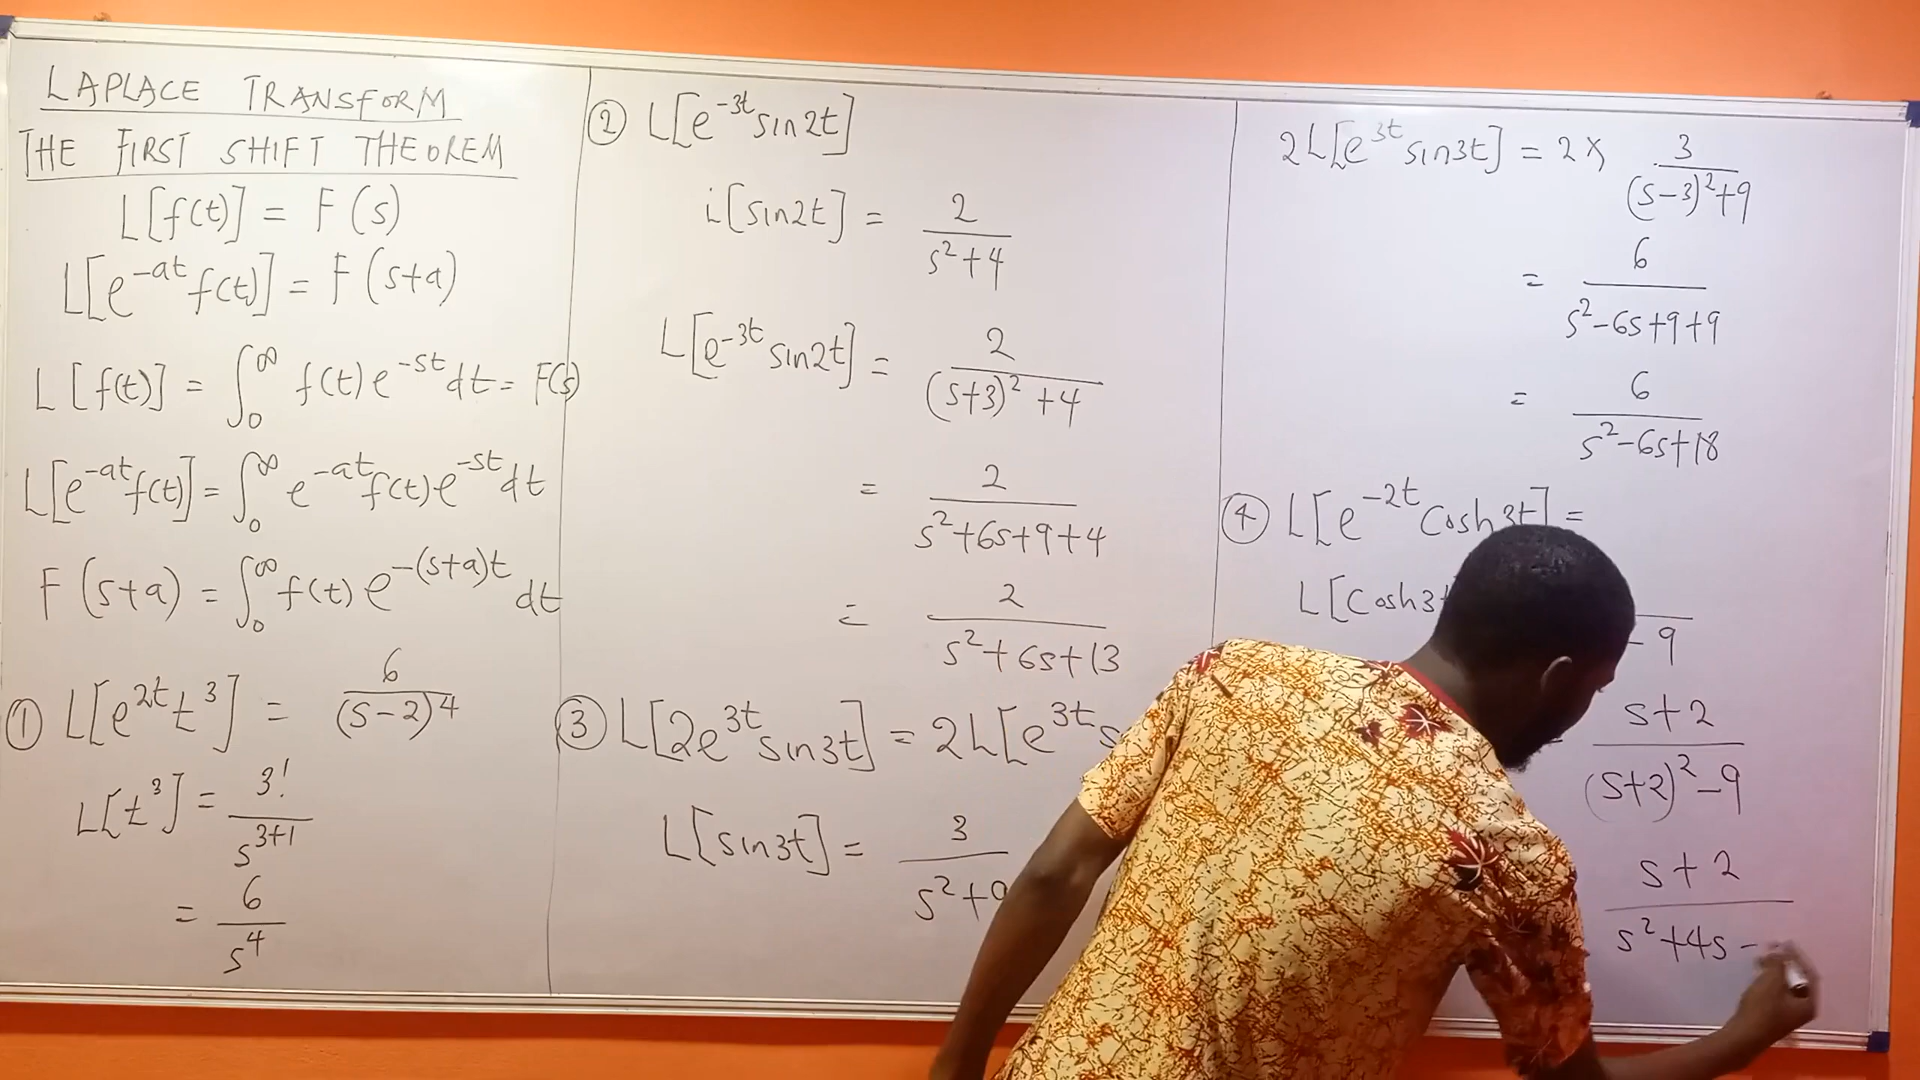 LAPLACE TRANSFORM
THE FIRST SHIFT THEOREM
L[f(t)] = F(s)
L[e^{-at} f(t)] = F(s+a)
L[f(t)] = ∫_0^∞ f(t) e^{-st} dt = F(s)
L[e^{-at} f(t)] = ∫_0^∞ e^{-at} f(t) e^{-st} dt
F(s+a) = ∫_0^∞ f(t) e^{-(s+a)t} dt
① L[e^{2t} t^3] = 6/(s-2)^4
L[t^3] = 3!/s^{3+1}
= 6/s^4
② L[e^{-3t} sin2t]
L[sin2t] = 2/(s^2+4)
L[e^{-3t} sin2t] = 2/((s+3)^2+4)
= 2/(s^2+6s+9+4)
= 2/(s^2+6s+13)
③ L[2e^{3t} sin3t] = 2L[e^{3t} s
L[sin3t] = 3/(s^2+9
2L[e^{3t} sin3t] = 2 × 3/((s-3)^2+9)
= 6/(s^2-6s+9+9)
= 6/(s^2-6s+18)
④ L[e^{-2t} Cosh3t] =
L[Cosh3t
-9
= (s+2)/((s+2)^2-9)
(s+2)/(s^2+4s-